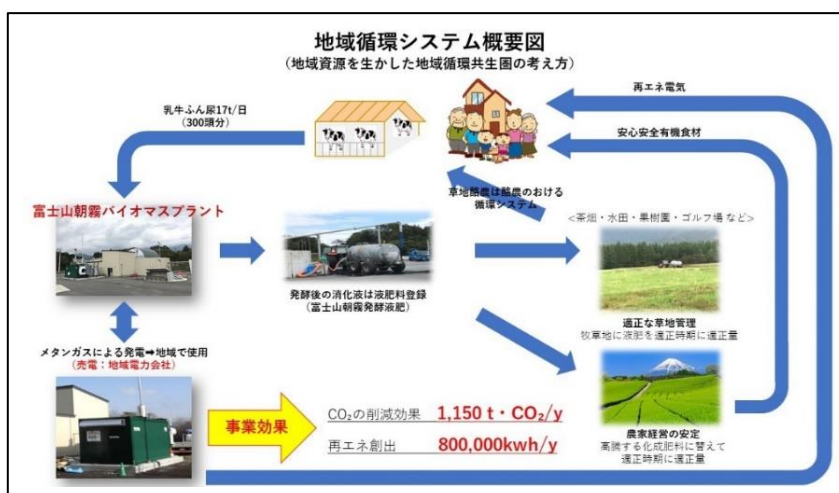 地域循環システム概要図
(地域資源を生かした地域循環共生圏の考え方)
乳牛ふん尿17t/日
(300頭分)
再エネ電気
安心安全有機食材
草地酪農は酪農のおける
循環システム
富士山朝霧バイオマスプラント
<茶畑・水田・果樹園・ゴルフ場 など>
発酵後の消化液は液肥料登録
(富士山朝霧発酵液肥)
適正な草地管理
牧草地に液肥を適正時期に適正量
メタンガスによる発電➡地域で使用
(売電:地域電力会社)
事業効果
CO₂の削減効果 1,150 t・CO₂/y
再エネ創出 800,000kwh/y
農家経営の安定
高騰する化成肥料に替えて
適正時期に適正量